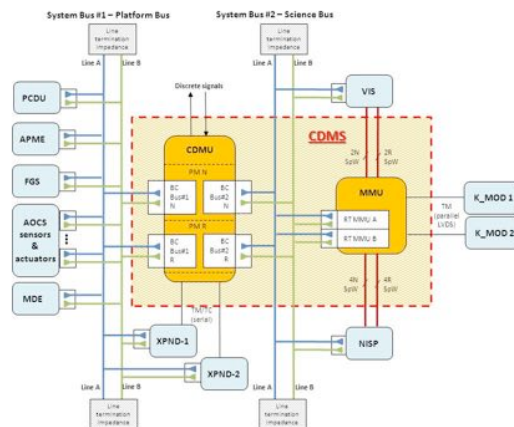 System Bus #1 – Platform Bus
System Bus #2 – Science Bus
Line
termination
impedance
Line
termination
impedance
Line A
Line B
Line A
Line B
Discrete signals
PCDU
APME
FGS
AOCS
sensors
&
actuators
MDE
CDMS
CDMU
PM N
BC
Bus#1
N
BC
Bus#2
N
PM R
BC
Bus#1
R
BC
Bus#2
R
VIS
2N
SpW
2R
SpW
MMU
RT MMU A
RT MMU B
TM
(parallel
LVDS)
K_MOD 1
K_MOD 2
4N
SpW
4R
SpW
NISP
TM/TC
(serial)
XPND-1
XPND-2
Line A
Line B
Line A
Line B
Line
termination
impedance
Line
termination
impedance